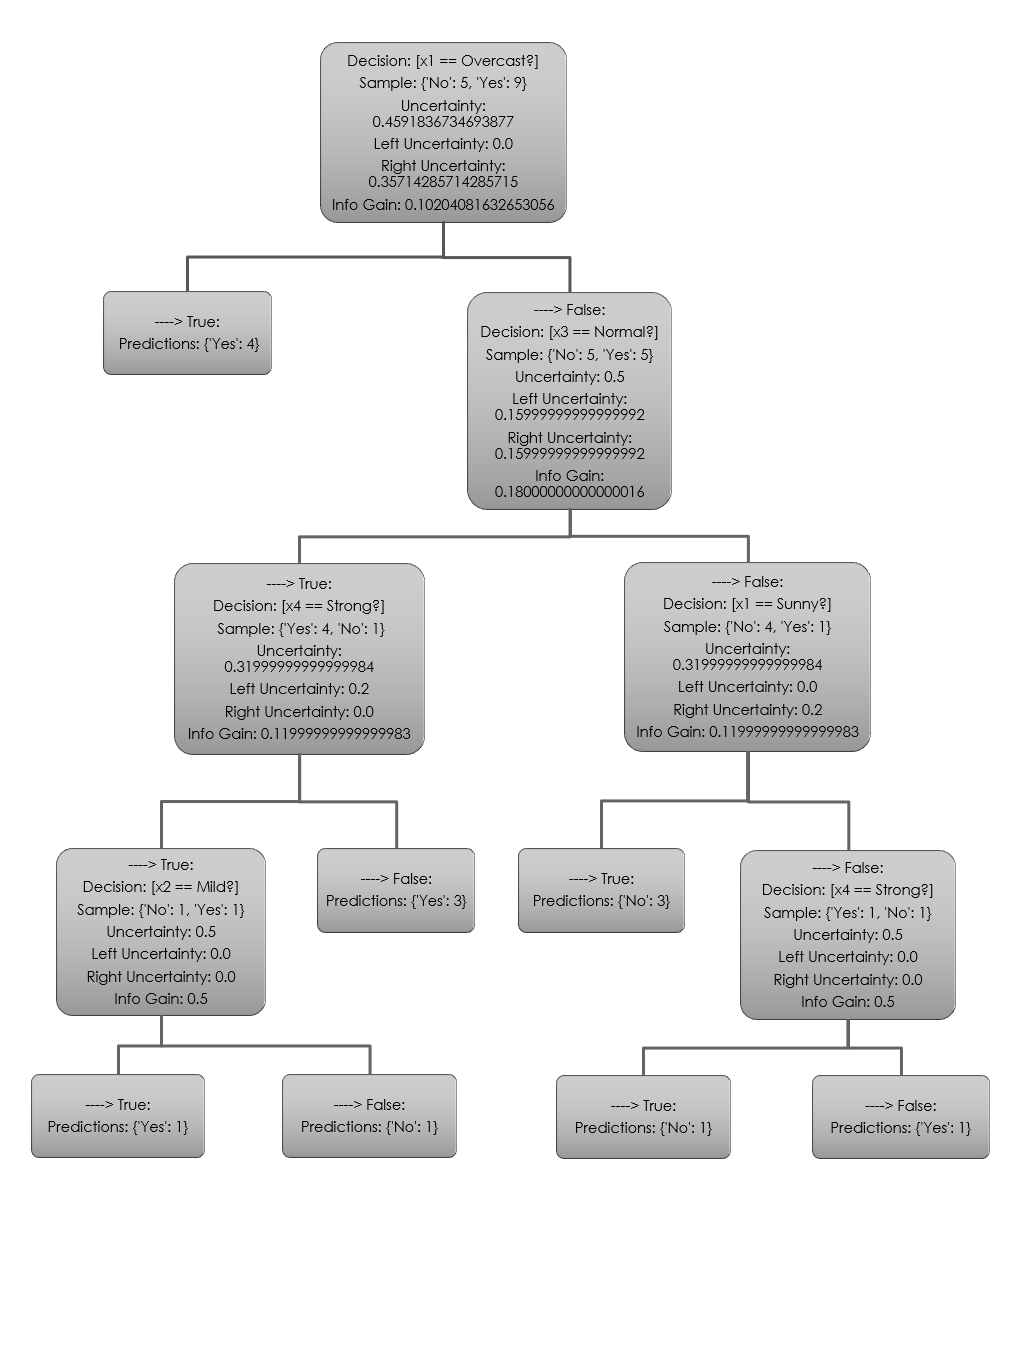 Decision: [x1 == Overcast?]
Sample: {'No': 5, 'Yes': 9}
Uncertainty:
0.4591836734693877
Left Uncertainty: 0.0
Right Uncertainty:
0.35714285714285715
Info Gain: 0.10204081632653056
----> True:
Predictions: {'Yes': 4}
----> False:
Decision: [x3 == Normal?]
Sample: {'No': 5, 'Yes': 5}
Uncertainty: 0.5
Left Uncertainty:
0.15999999999999992
Right Uncertainty:
0.15999999999999992
Info Gain:
0.18000000000000016
----> True:
Decision: [x4 == Strong?]
Sample: {'Yes': 4, 'No': 1}
Uncertainty:
0.31999999999999984
Left Uncertainty: 0.2
Right Uncertainty: 0.0
Info Gain: 0.11999999999999983
----> False:
Decision: [x1 == Sunny?]
Sample: {'No': 4, 'Yes': 1}
Uncertainty:
0.31999999999999984
Left Uncertainty: 0.0
Right Uncertainty: 0.2
Info Gain: 0.11999999999999983
----> True:
Decision: [x2 == Mild?]
Sample: {'No': 1, 'Yes': 1}
Uncertainty: 0.5
Left Uncertainty: 0.0
Right Uncertainty: 0.0
Info Gain: 0.5
----> False:
Predictions: {'Yes': 3}
----> True:
Predictions: {'No': 3}
----> False:
Decision: [x4 == Strong?]
Sample: {'Yes': 1, 'No': 1}
Uncertainty: 0.5
Left Uncertainty: 0.0
Right Uncertainty: 0.0
Info Gain: 0.5
----> True:
Predictions: {'Yes': 1}
----> False:
Predictions: {'No': 1}
----> True:
Predictions: {'No': 1}
----> False:
Predictions: {'Yes': 1}